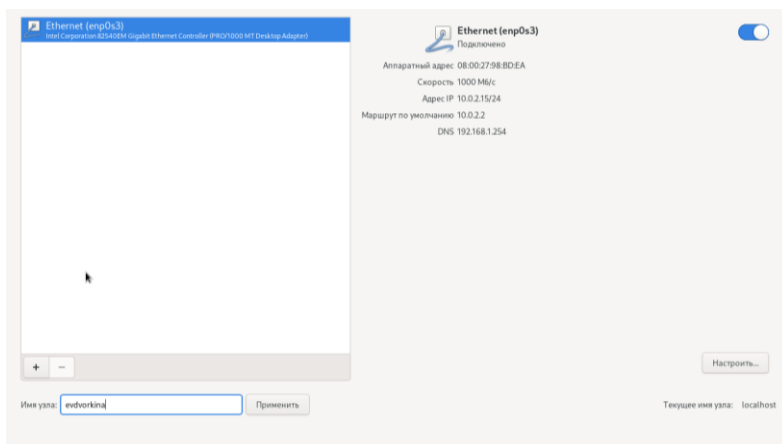 Ethernet (enp0s3)
Intel Corporation 82540EM Gigabit Ethernet Controller (PRO/1000 MT Desktop Adapter)
Ethernet (enp0s3)
Подключено
Аппаратный адрес 08:00:27:98:BD:EA
Скорость 1000 Мб/с
Адрес IP 10.0.2.15/24
Маршрут по умолчанию 10.0.2.2
DNS 192.168.1.254
+ −
Настроить...
Имя узла: evdvorkina Применить Текущее имя узла: localhost